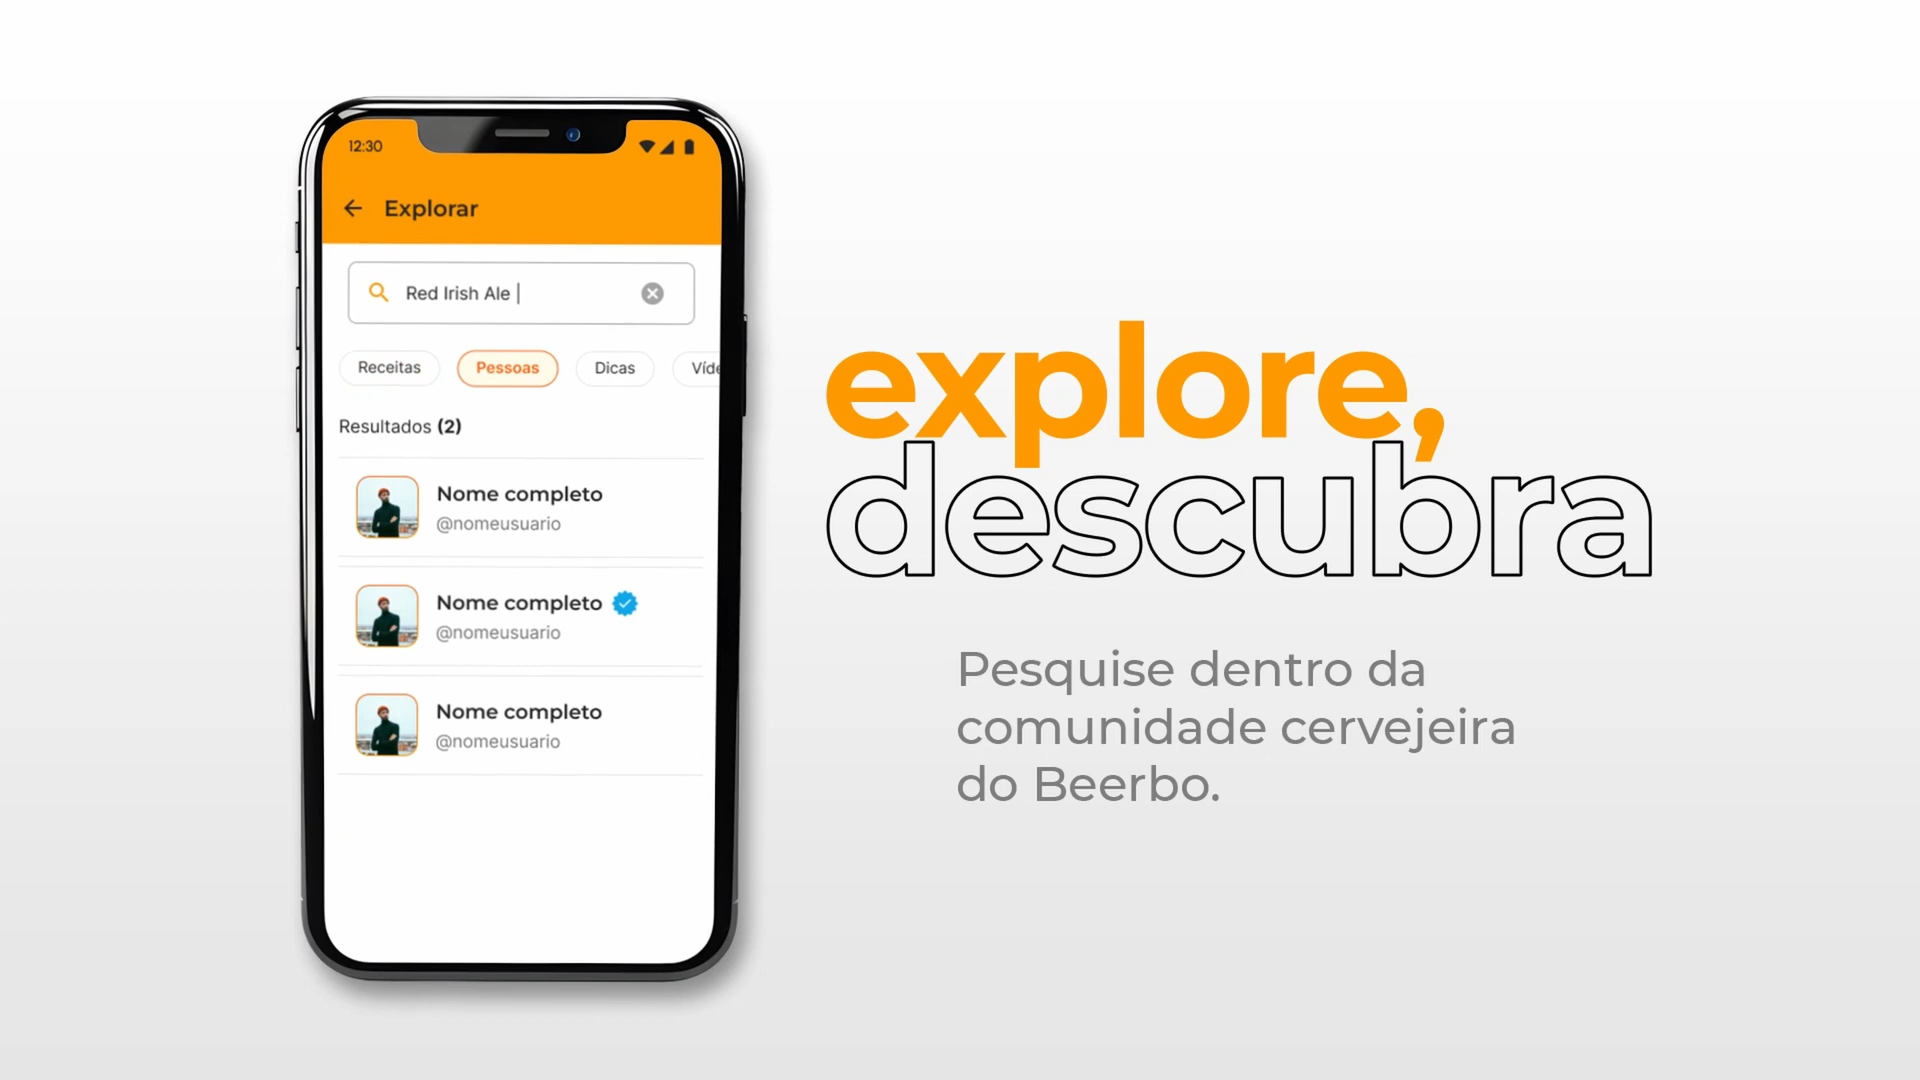 12:30
Explorar
Red Irish Ale
Receitas Pessoas Dicas Víde
Resultados (2)
Nome completo
@nomeusuario
Nome completo
@nomeusuario
Nome completo
@nomeusuario
explore,
descubra
Pesquise dentro da
comunidade cervejeira
do Beerbo.